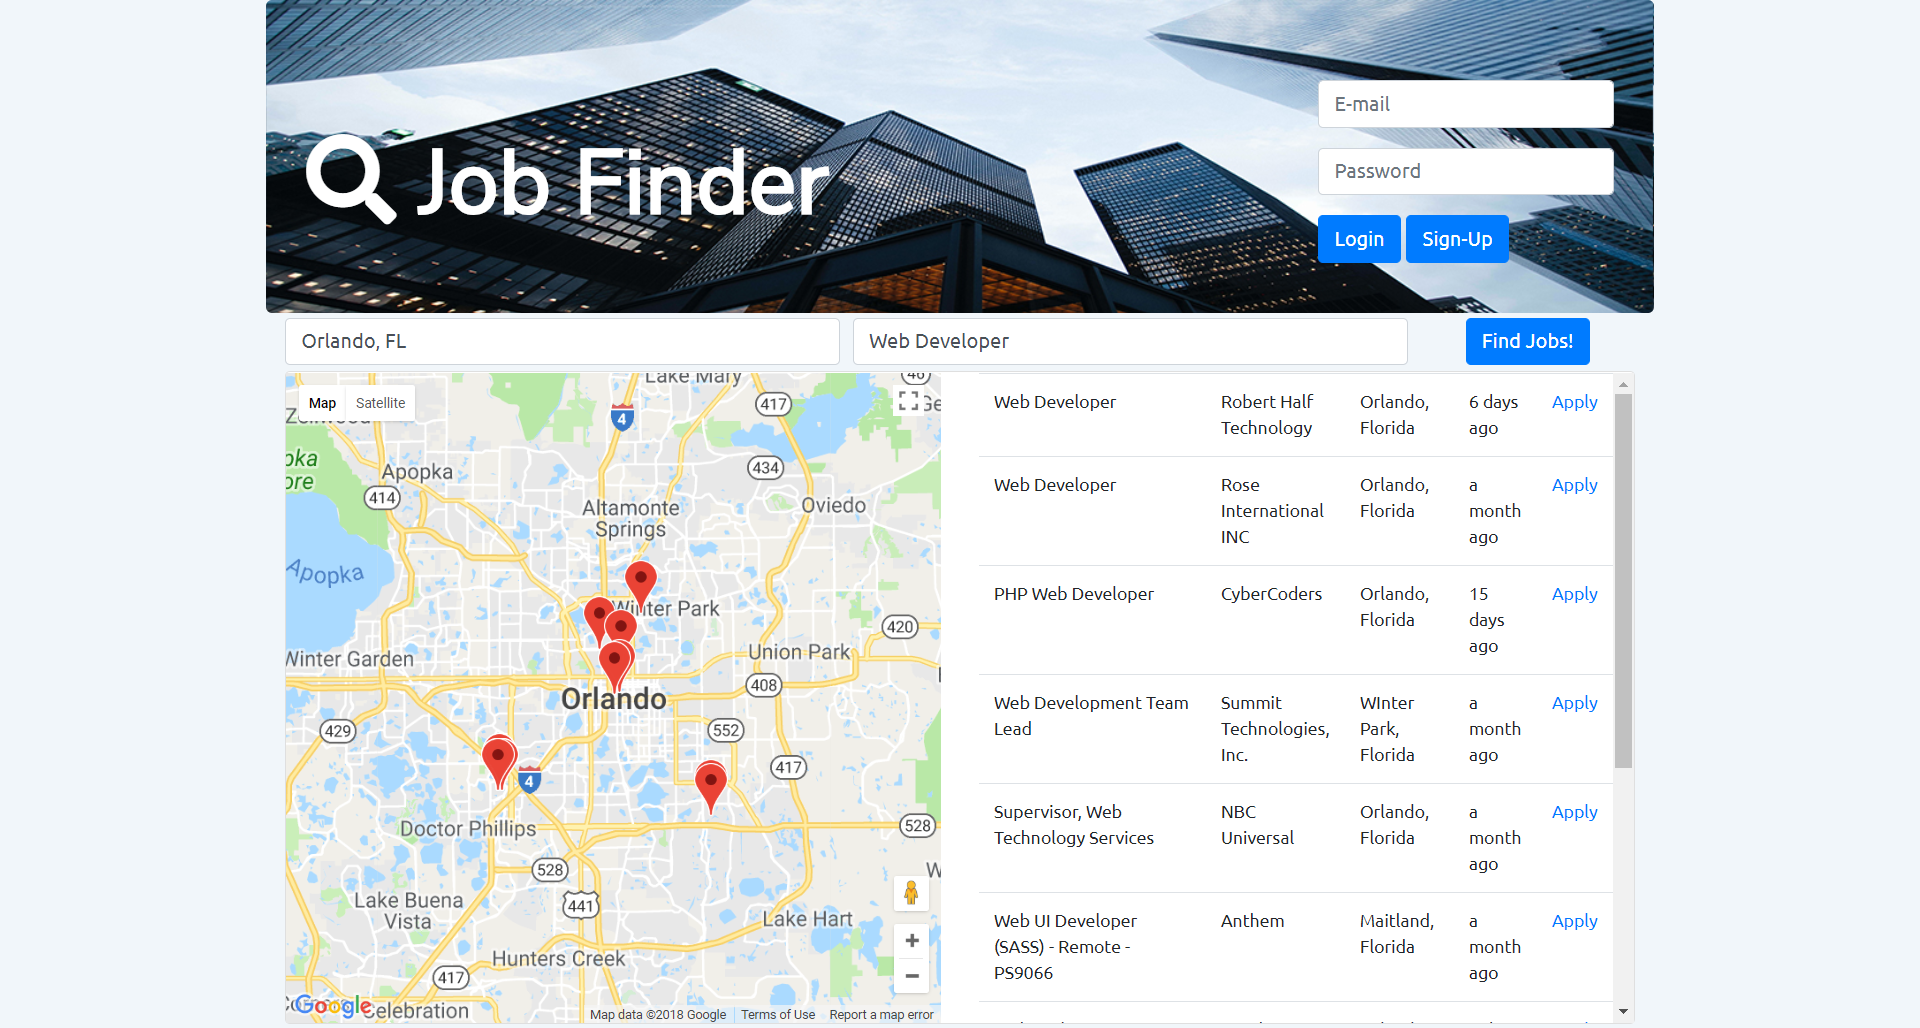 E-mail
Job Finder
Password
Login
Sign-Up
Orlando, FL
Web Developer
Find Jobs!
Map
Satellite
Lake Mary
46
417
4
Apopka
414
434
Altamonte
Springs
Oviedo
Apopka
Winter Park
420
Winter Garden
Union Park
408
Orlando
429
552
417
4
Doctor Phillips
528
528
Lake Buena
Vista
441
Lake Hart
Hunters Creek
417
Google
Celebration
Map data ©2018 Google
Terms of Use
Report a map error
Web Developer
Robert Half
Technology
Orlando,
Florida
6 days
ago
Apply
Web Developer
Rose
International
INC
Orlando,
Florida
a
month
ago
Apply
PHP Web Developer
CyberCoders
Orlando,
Florida
15
days
ago
Apply
Web Development Team
Lead
Summit
Technologies,
Inc.
WInter
Park,
Florida
a
month
ago
Apply
Supervisor, Web
Technology Services
NBC
Universal
Orlando,
Florida
a
month
ago
Apply
Web UI Developer
(SASS) - Remote -
PS9066
Anthem
Maitland,
Florida
a
month
ago
Apply